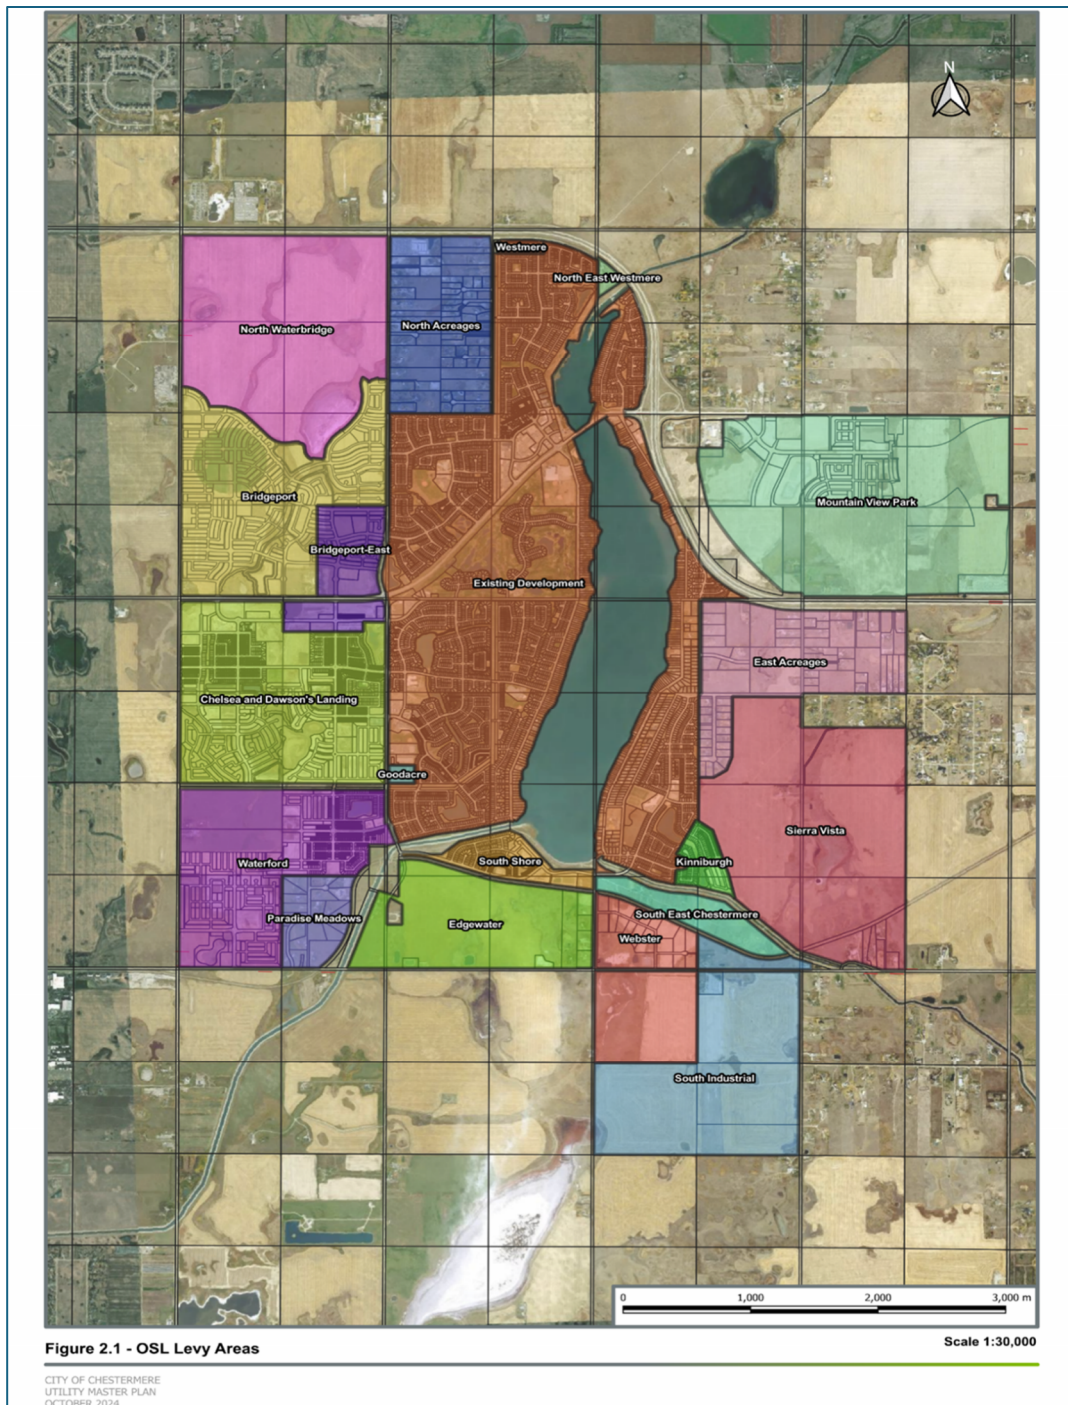 N
Westmere
North East Westmere
North Waterbridge
North Acreages
Bridgeport
Mountain View Park
Bridgeport-East
Existing Development
East Acreages
Chelsea and Dawson's Landing
Goodacre
Sierra Vista
Waterford
South Shore
Kinniburgh
Paradise Meadows
South East Chestermere
Edgewater
Webster
South Industrial
0 1,000 2,000 3,000 m
Figure 2.1 - OSL Levy Areas
Scale 1:30,000
CITY OF CHESTERMERE
UTILITY MASTER PLAN
OCTOBER 2024